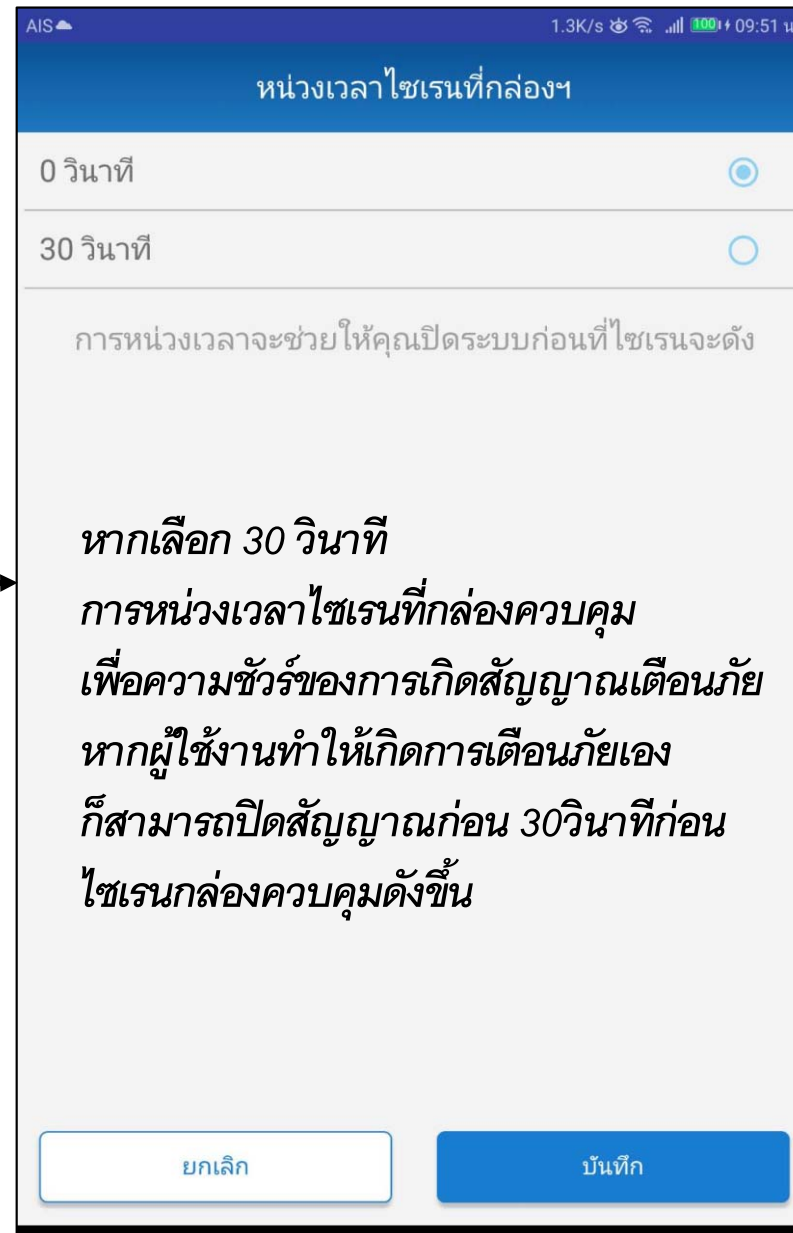 AIS 1.3K/s 100 09:51 น
หน่วงเวลาไซเรนที่กล่องฯ
0 วินาที
30 วินาที
การหน่วงเวลาจะช่วยให้คุณปิดระบบก่อนที่ไซเรนจะดัง
หากเลือก 30 วินาที
การหน่วงเวลาไซเรนที่กล่องควบคุม
เพื่อความชัวร์ของการเกิดสัญญาณเตือนภัย
หากผู้ใช้งานทำให้เกิดการเตือนภัยเอง
ก็สามารถปิดสัญญาณก่อน 30วินาทีก่อน
ไซเรนกล่องควบคุมดังขึ้น
ยกเลิก บันทึก